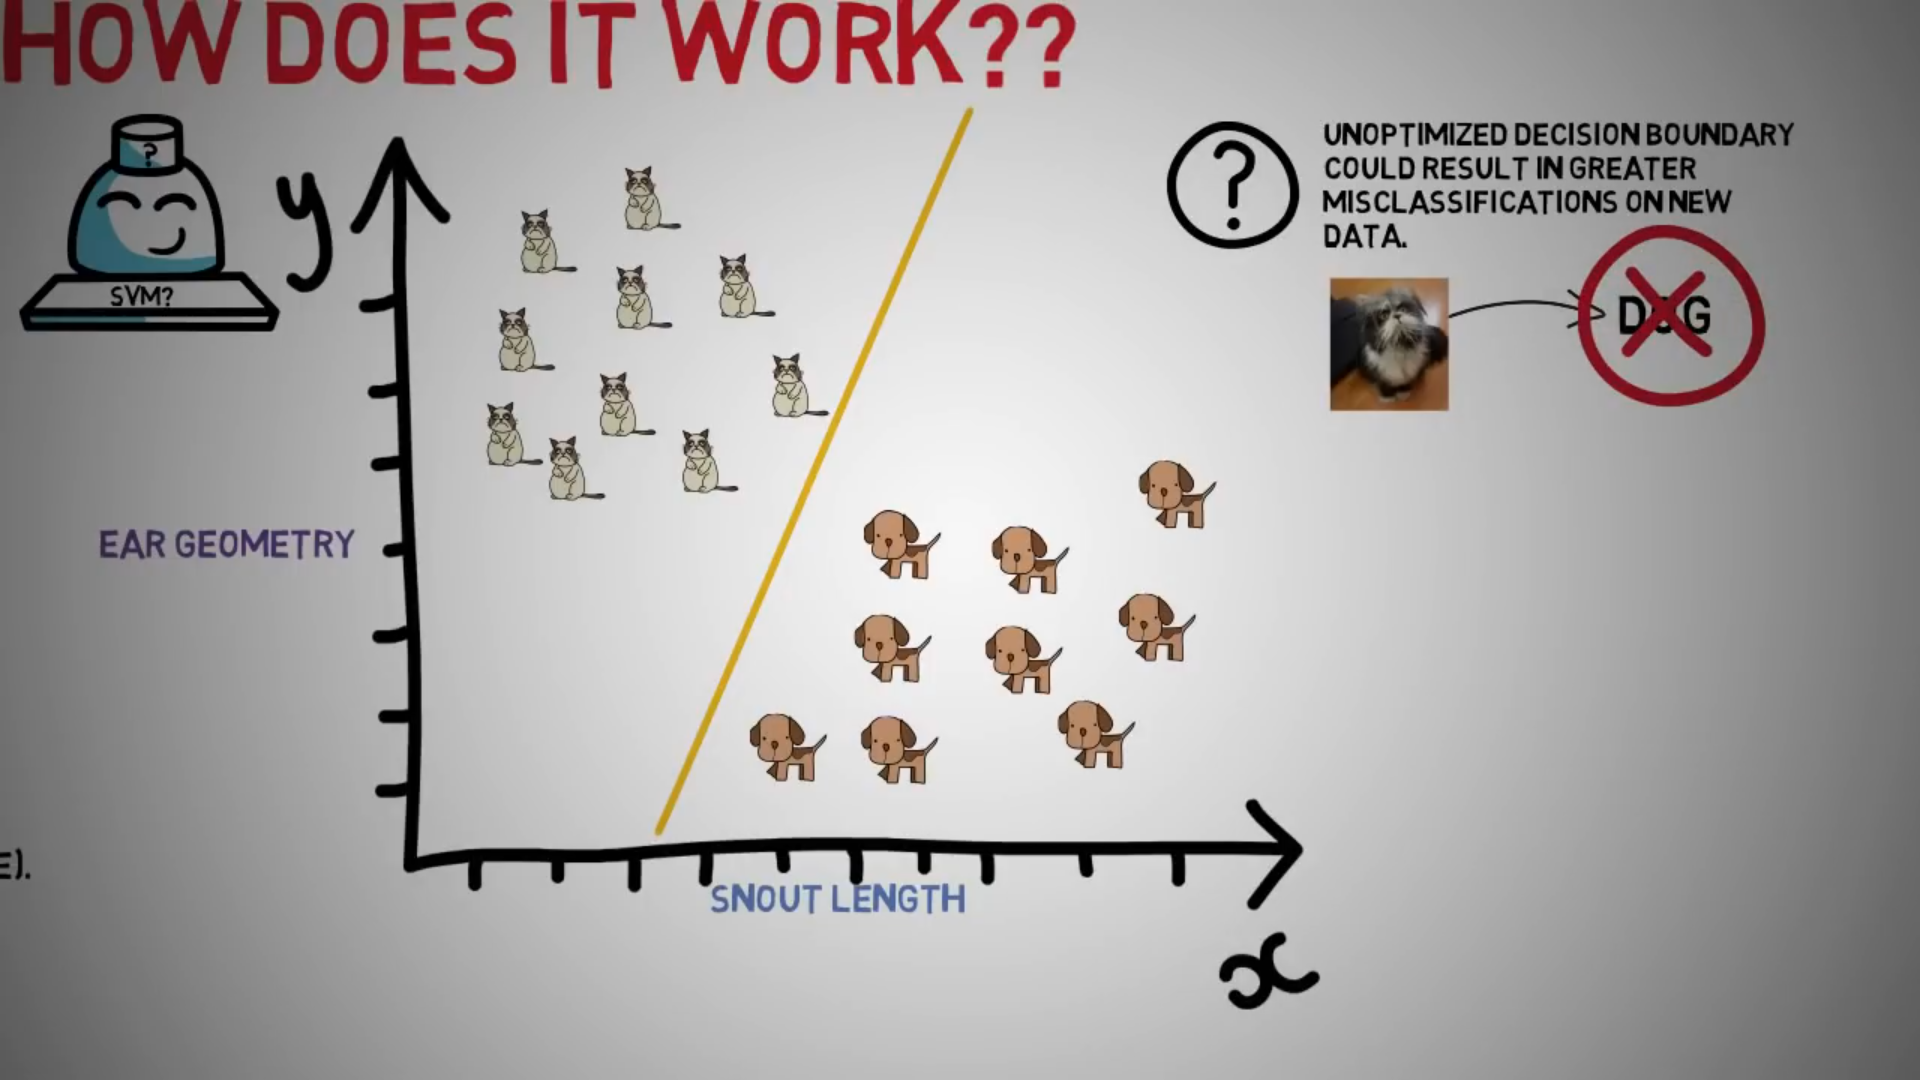 HOW DOES IT WORK??
?
SVM?
y
?
UNOPTIMIZED DECISION BOUNDARY
COULD RESULT IN GREATER
MISCLASSIFICATIONS ON NEW
DATA.
DOG
EAR GEOMETRY
E).
SNOUT LENGTH
x